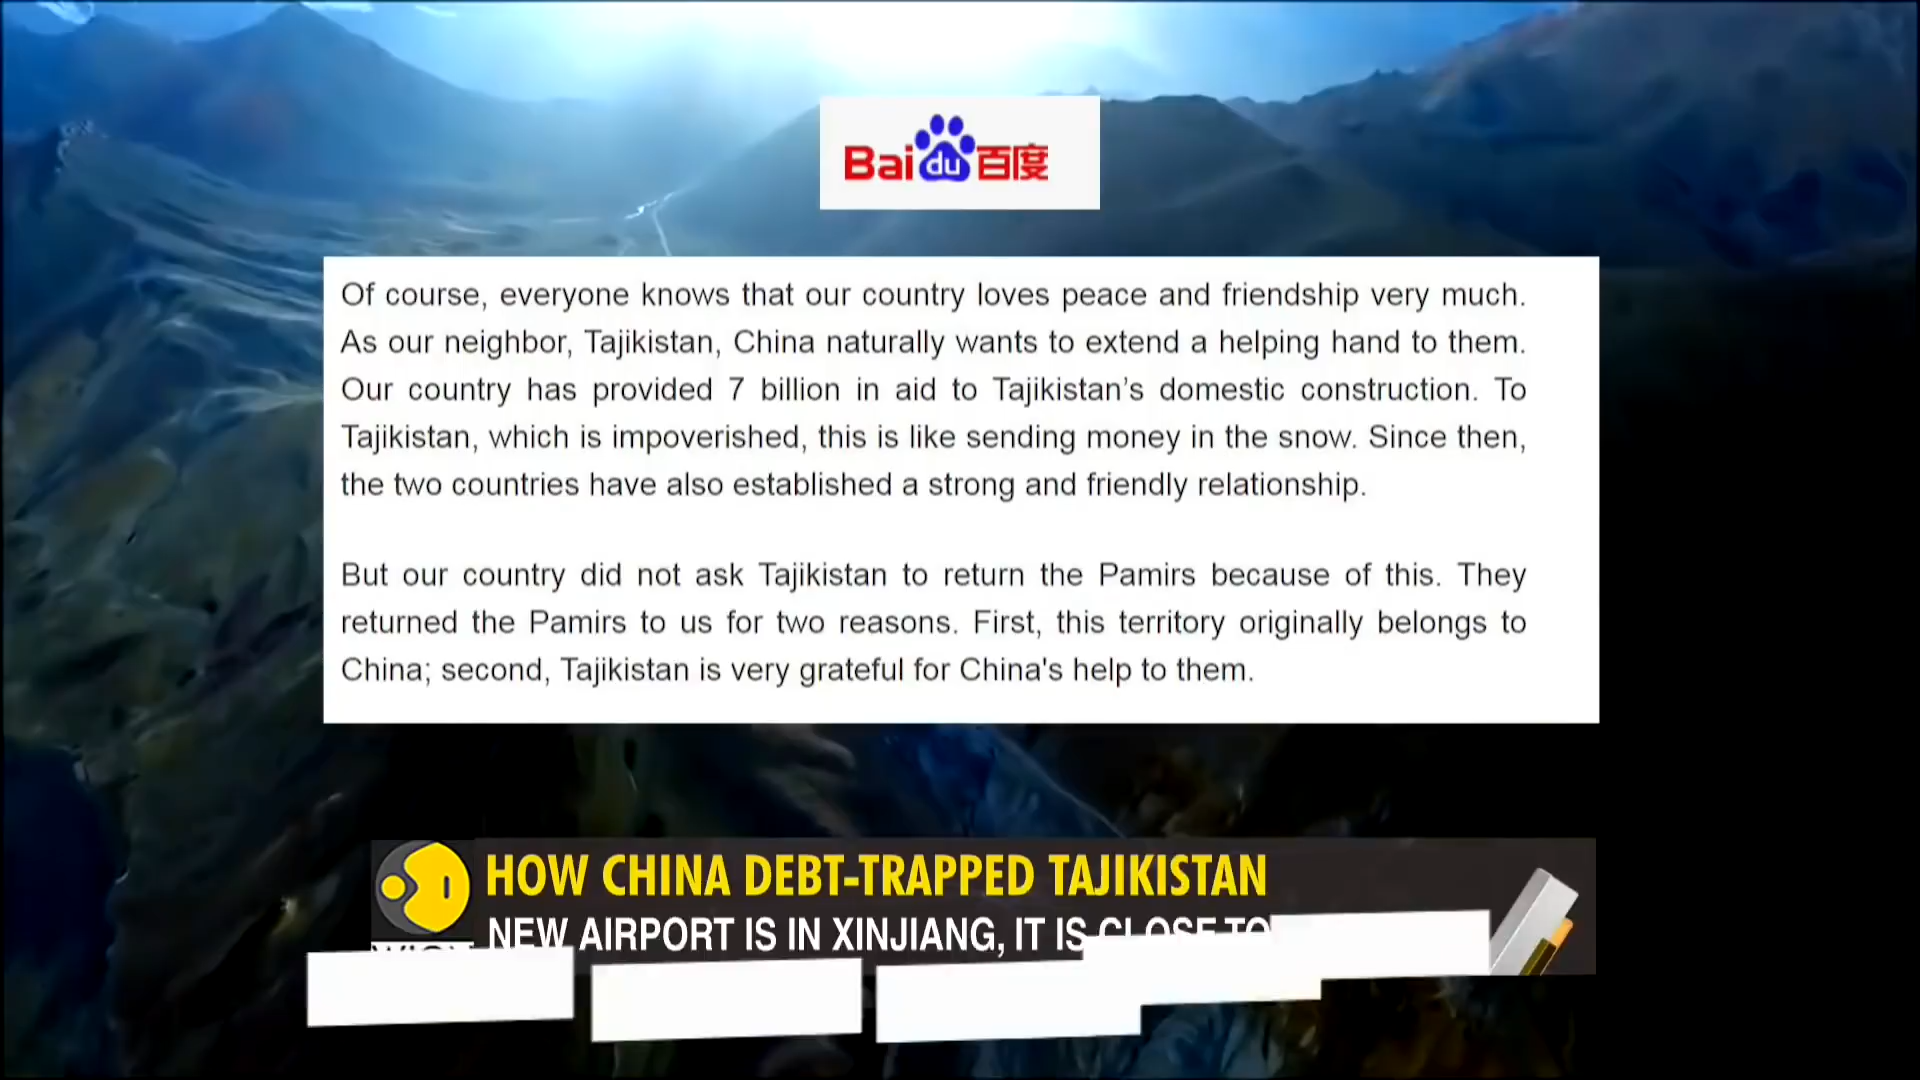 Baidu百度
Of course, everyone knows that our country loves peace and friendship very much.
As our neighbor, Tajikistan, China naturally wants to extend a helping hand to them.
Our country has provided 7 billion in aid to Tajikistan’s domestic construction. To
Tajikistan, which is impoverished, this is like sending money in the snow. Since then,
the two countries have also established a strong and friendly relationship.
But our country did not ask Tajikistan to return the Pamirs because of this. They
returned the Pamirs to us for two reasons. First, this territory originally belongs to
China; second, Tajikistan is very grateful for China's help to them.
HOW CHINA DEBT-TRAPPED TAJIKISTAN
NEW AIRPORT IS IN XINJIANG, IT IS CLOSE TO